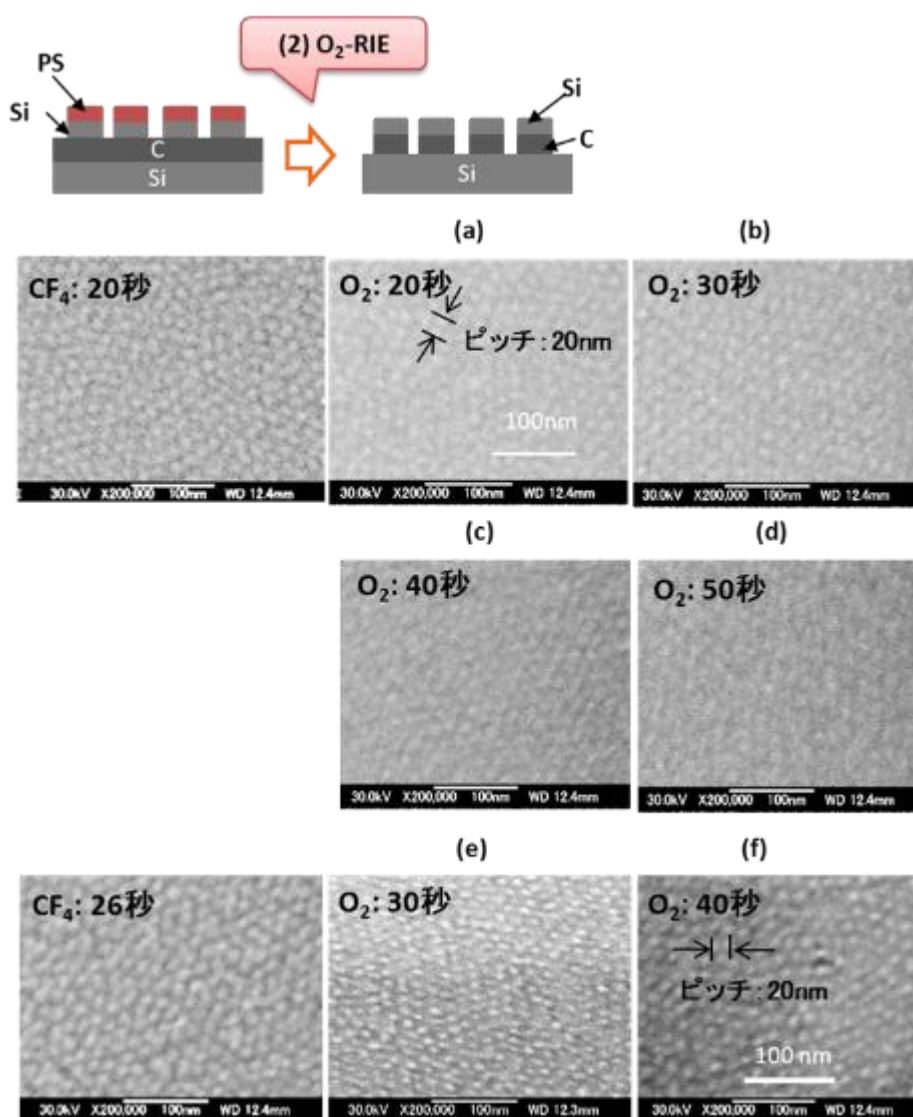 (2) O₂-RIE
PS
Si
C
Si
Si
C
Si
(a)
(b)
CF₄: 20秒
O₂: 20秒
ピッチ：20nm
100nm
O₂: 30秒
30.0kV X200,000 100nm WD 12.4mm
30.0kV X200,000 100nm WD 12.4mm
30.0kV X200,000 100nm WD 12.4mm
(c)
(d)
O₂: 40秒
O₂: 50秒
30.0kV X200,000 100nm WD 12.4mm
30.0kV X200,000 100nm WD 12.4mm
(e)
(f)
CF₄: 26秒
O₂: 30秒
O₂: 40秒
ピッチ：20nm
100 nm
30.0kV X200,000 100nm WD 12.4mm
30.0kV X200,000 100nm WD 12.3mm
30.0kV X200,000 100nm WD 12.4mm